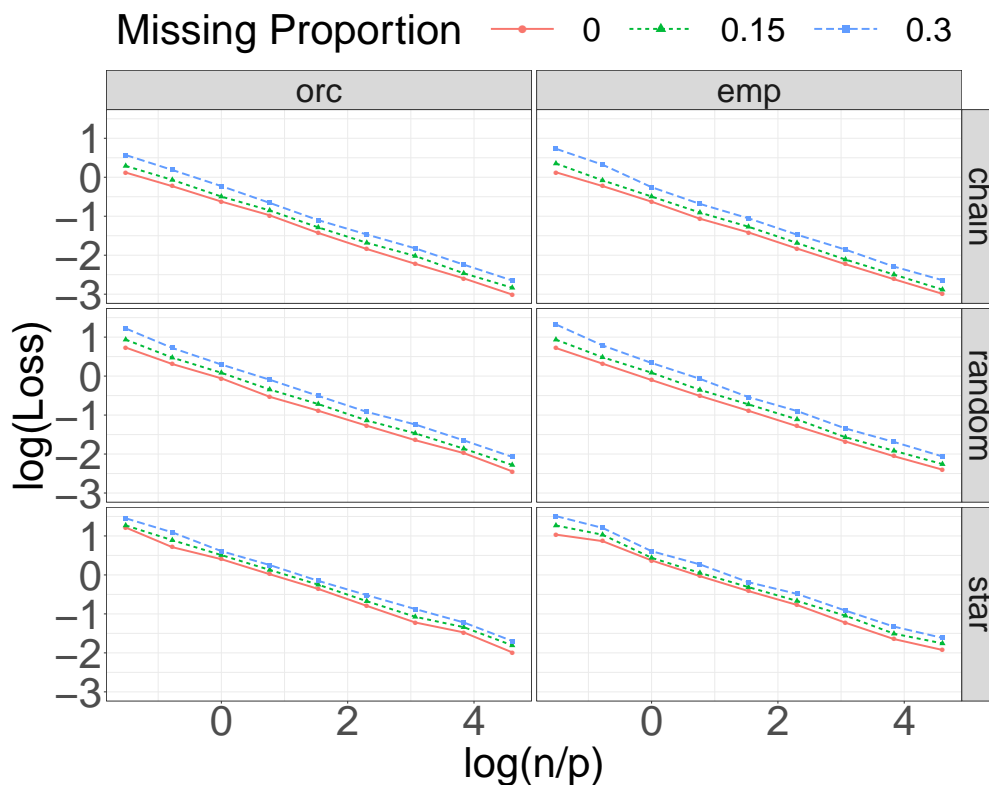 Missing Proportion 0 0.15 0.3
orc emp
1
0
−1
−2
−3
chain
1
0
−1
−2
−3
random
1
0
−1
−2
−3
star
log(Loss)
0 2 4 0 2 4
log(n/p)